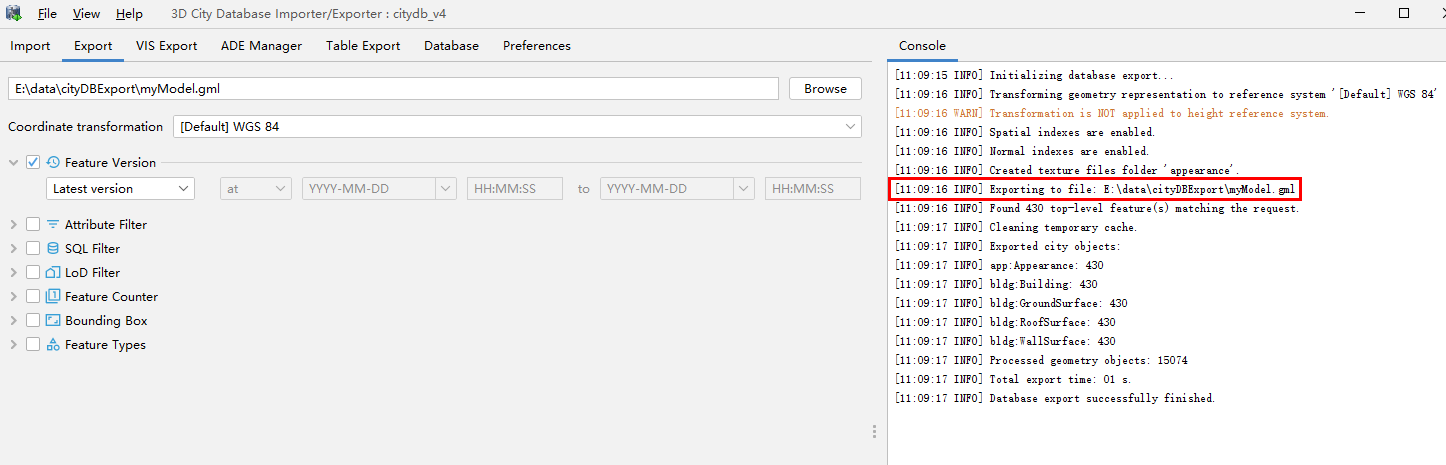 File View Help 3D City Database Importer/Exporter : citydb_v4
Import Export VIS Export ADE Manager Table Export Database Preferences
E:\data\cityDBExport\myModel.gml Browse
Coordinate transformation [Default] WGS 84
Feature Version
Latest version at YYYY-MM-DD HH:MM:SS to YYYY-MM-DD HH:MM:SS
Attribute Filter
SQL Filter
LoD Filter
Feature Counter
Bounding Box
Feature Types
Console
[11:09:15 INFO] Initializing database export...
[11:09:16 INFO] Transforming geometry representation to reference system '[Default] WGS 84'
[11:09:16 WARN] Transformation is NOT applied to height reference system.
[11:09:16 INFO] Spatial indexes are enabled.
[11:09:16 INFO] Normal indexes are enabled.
[11:09:16 INFO] Created texture files folder 'appearance'.
[11:09:16 INFO] Exporting to file: E:\data\cityDBExport\myModel.gml
[11:09:16 INFO] Found 430 top-level feature(s) matching the request.
[11:09:17 INFO] Cleaning temporary cache.
[11:09:17 INFO] Exported city objects:
[11:09:17 INFO] app:Appearance: 430
[11:09:17 INFO] bldg:Building: 430
[11:09:17 INFO] bldg:GroundSurface: 430
[11:09:17 INFO] bldg:RoofSurface: 430
[11:09:17 INFO] bldg:WallSurface: 430
[11:09:17 INFO] Processed geometry objects: 15074
[11:09:17 INFO] Total export time: 01 s.
[11:09:17 INFO] Database export successfully finished.